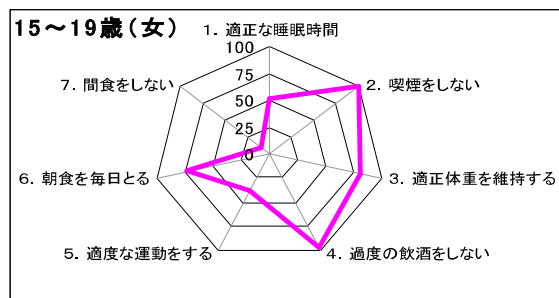 15～19歳（女）
1. 適正な睡眠時間
100
75
50
25
0
2. 喫煙をしない
3. 適正体重を維持する
4. 過度の飲酒をしない
5. 適度な運動をする
6. 朝食を毎日とる
7. 間食をしない